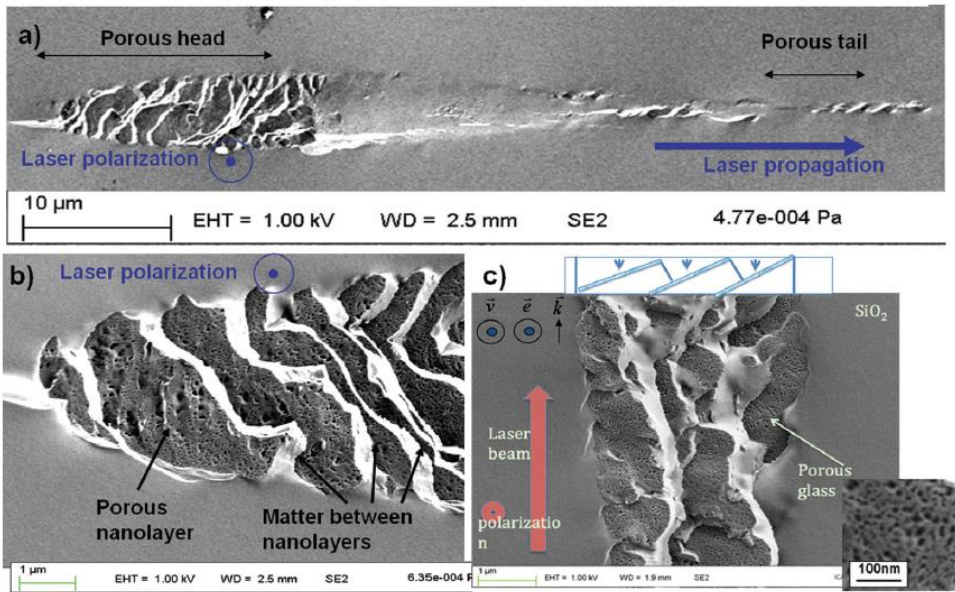 a)
Porous head
Porous tail
Laser polarization
Laser propagation
10 µm
EHT = 1.00 kV
WD = 2.5 mm
SE2
4.77e-004 Pa
b)
Laser polarization
Porous
nanolayer
Matter between
nanolayers
1 µm
EHT = 1.00 kV
WD = 2.5 mm
SE2
6.35e-004
c)
v e k
SiO2
Laser
beam
polarizatio
n
Porous
glass
1 µm
EHT = 1.00 kV
WD = 1.9 mm
SE2
100nm